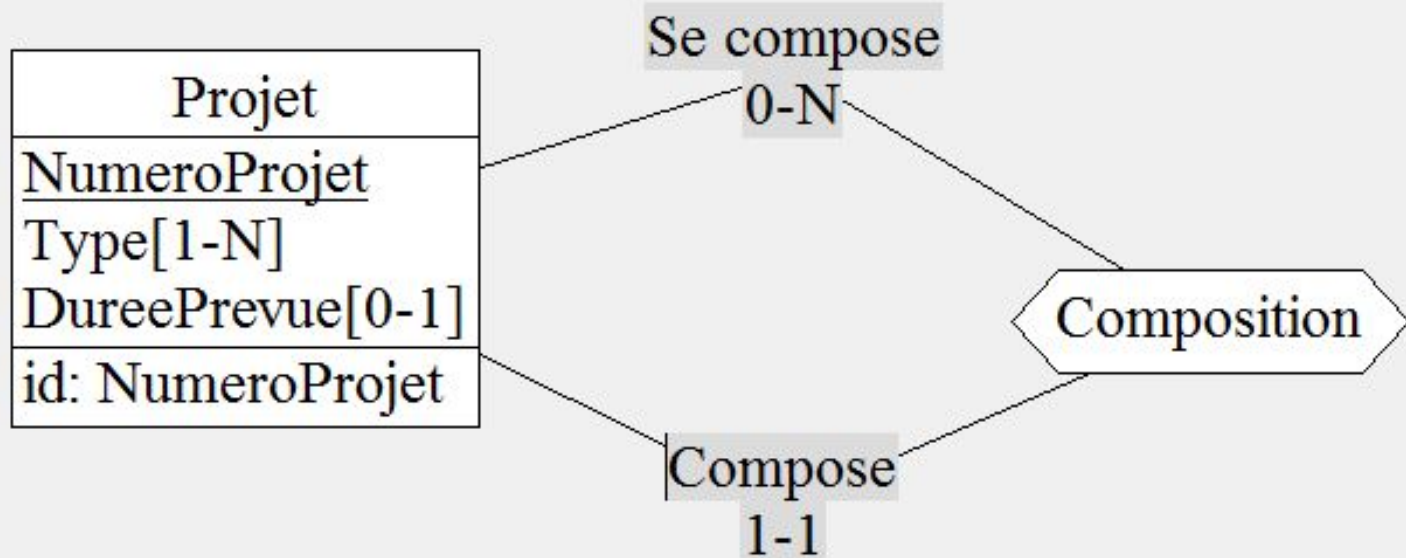 Se compose
0-N
Projet
NumeroProjet
Type[1-N]
DureePrevue[0-1]
id: NumeroProjet
Composition
Compose
1-1